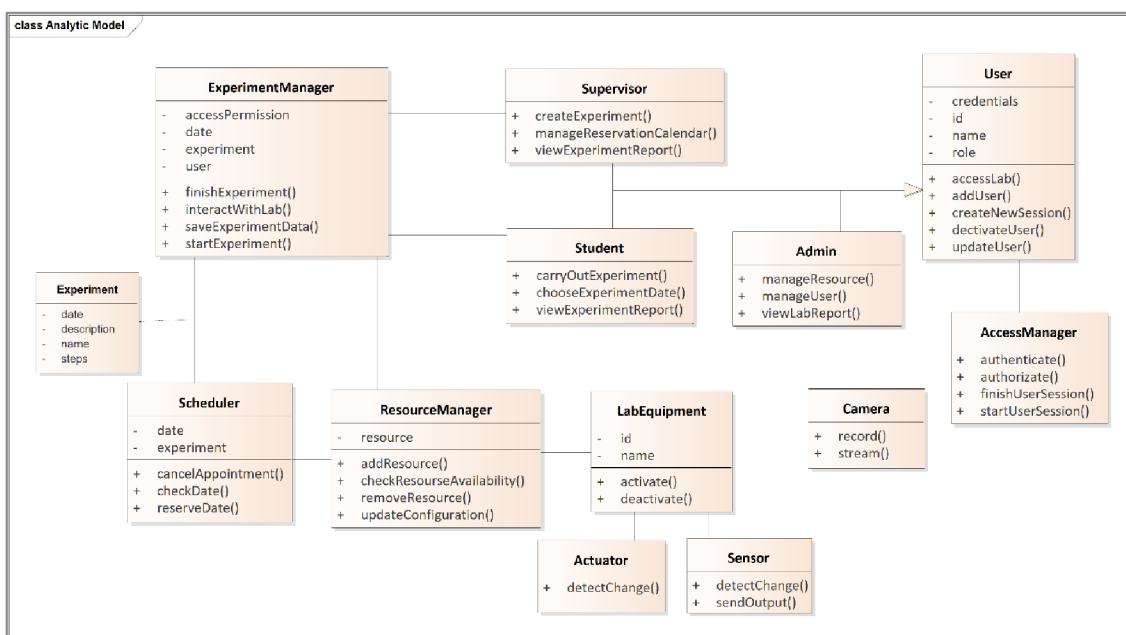 class Analytic Model
ExperimentManager
- accessPermission
- date
- experiment
- user
+ finishExperiment()
+ interactWithLab()
+ saveExperimentData()
+ startExperiment()
Supervisor
+ createExperiment()
+ manageReservationCalendar()
+ viewExperimentReport()
User
- credentials
- id
- name
- role
+ accessLab()
+ addUser()
+ createNewSession()
+ dectivateUser()
+ updateUser()
Student
+ carryOutExperiment()
+ chooseExperimentDate()
+ viewExperimentReport()
Admin
+ manageResource()
+ manageUser()
+ viewLabReport()
Experiment
- date
- description
- name
- steps
AccessManager
+ authenticate()
+ authorizate()
+ finishUserSession()
+ startUserSession()
Scheduler
- date
- experiment
+ cancelAppointment()
+ checkDate()
+ reserveDate()
ResourceManager
- resource
+ addResource()
+ checkResourseAvailability()
+ removeResource()
+ updateConfiguration()
LabEquipment
- id
- name
+ activate()
+ deactivate()
Camera
+ record()
+ stream()
Actuator
+ detectChange()
Sensor
+ detectChange()
+ sendOutput()